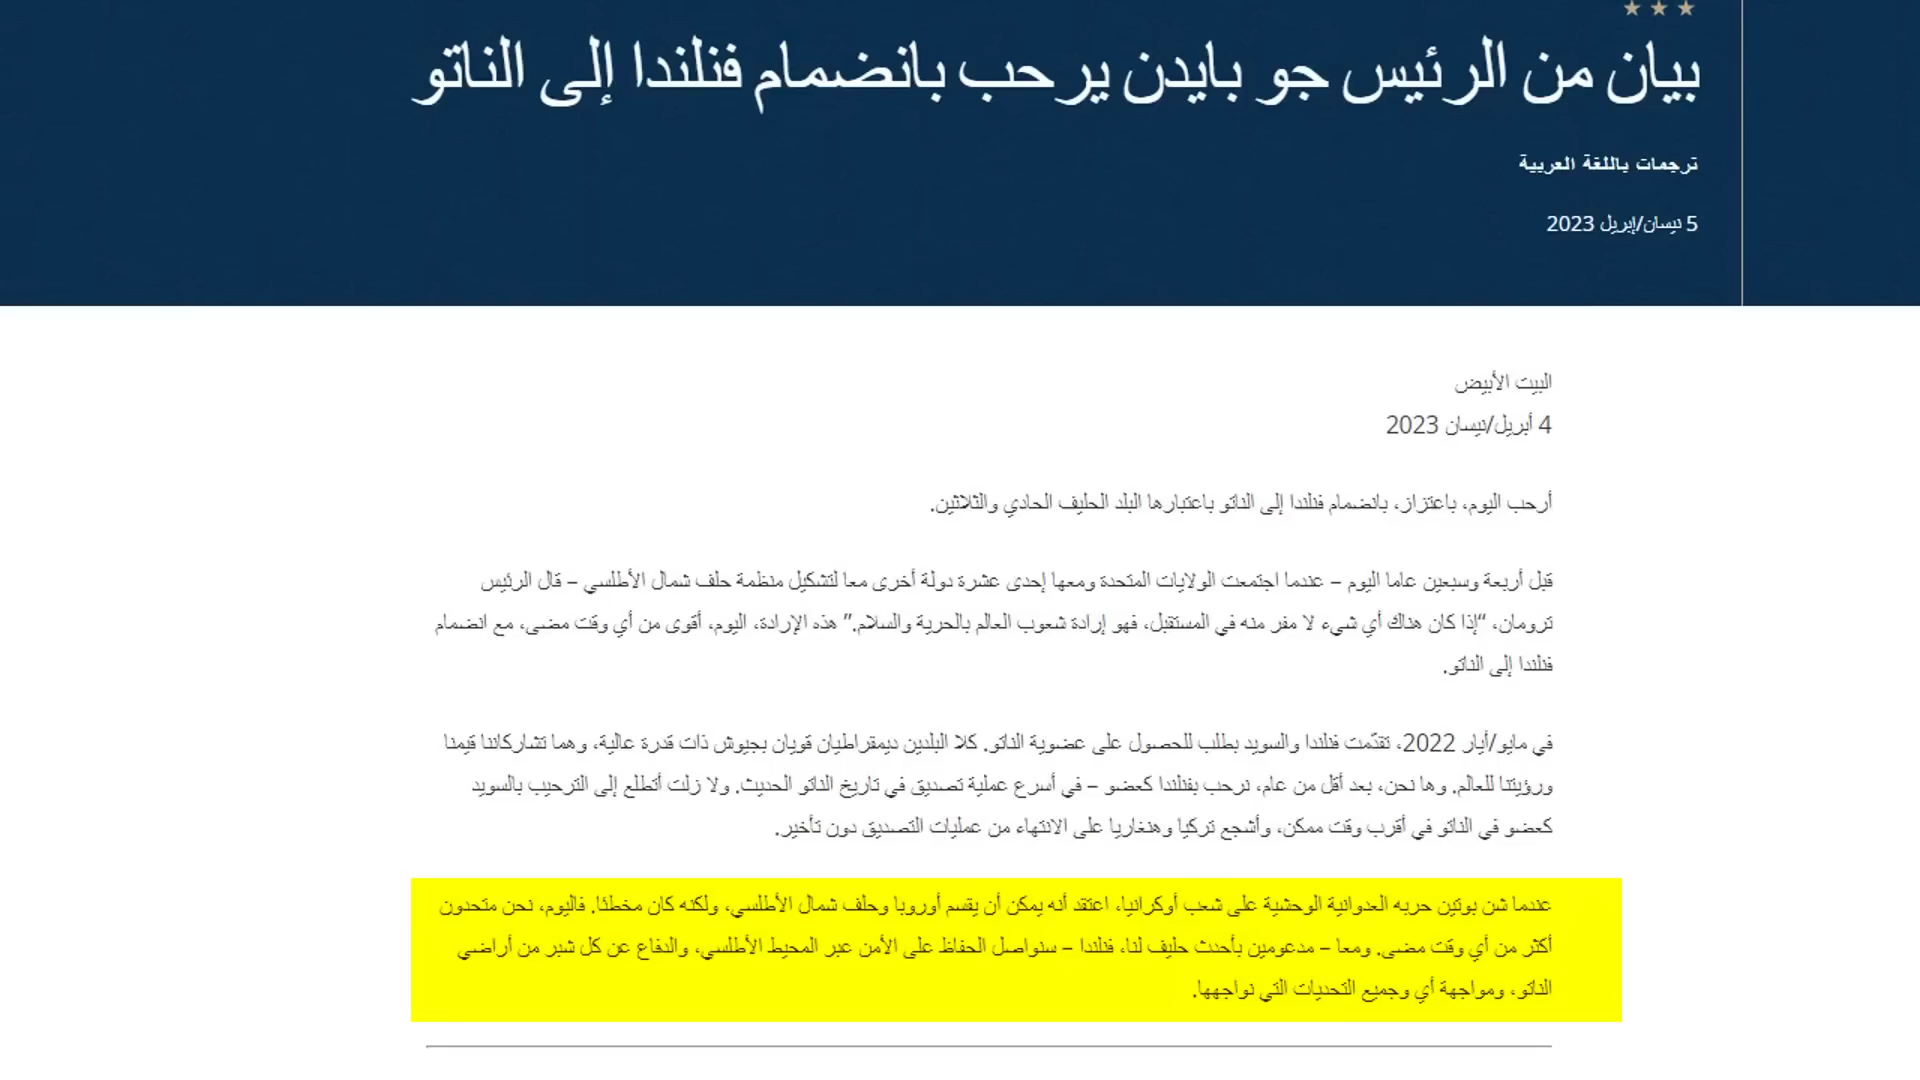 بيان من الرئيس جو بايدن يرحب بانضمام فنلندا إلى الناتو
ترجمات باللغة العربية
5 نيسان/إبريل 2023
البيت الأبيض
4 أبريل/نيسان 2023
أرحب اليوم، باعتزاز، بانضمام فنلندا إلى الناتو باعتبارها البلد الحليف الحادي والثلاثين.
قبل أربعة وسبعين عاما اليوم – عندما اجتمعت الولايات المتحدة ومعها إحدى عشرة دولة أخرى معا لتشكيل منظمة حلف شمال الأطلسي – قال الرئيس
ترومان، “إذا كان هناك أي شيء لا مفر منه في المستقبل، فهو إرادة شعوب العالم بالحرية والسلام.” هذه الإرادة، اليوم، أقوى من أي وقت مضى، مع انضمام
فنلندا إلى الناتو.
في مايو/أيار 2022، تقدّمت فنلندا والسويد بطلب للحصول على عضوية الناتو. كلا البلدين ديمقراطيان قويان بجيوش ذات قدرة عالية، وهما تشاركاننا قيمنا
ورؤيتنا للعالم. وها نحن، بعد أقل من عام، نرحب بفنلندا كعضو – في أسرع عملية تصديق في تاريخ الناتو الحديث. ولا زلت أتطلع إلى الترحيب بالسويد
كعضو في الناتو في أقرب وقت ممكن، وأشجع تركيا وهنغاريا على الانتهاء من عمليات التصديق دون تأخير.
عندما شن بوتين حربه العدوانية الوحشية على شعب أوكرانيا، اعتقد أنه يمكن أن يقسم أوروبا وحلف شمال الأطلسي، ولكنه كان مخطئا. فاليوم، نحن متحدون
أكثر من أي وقت مضى. ومعا – مدعومين بأحدث حليف لنا، فنلندا – سنواصل الحفاظ على الأمن عبر المحيط الأطلسي، والدفاع عن كل شبر من أراضي
الناتو، ومواجهة أي وجميع التحديات التي نواجهها.